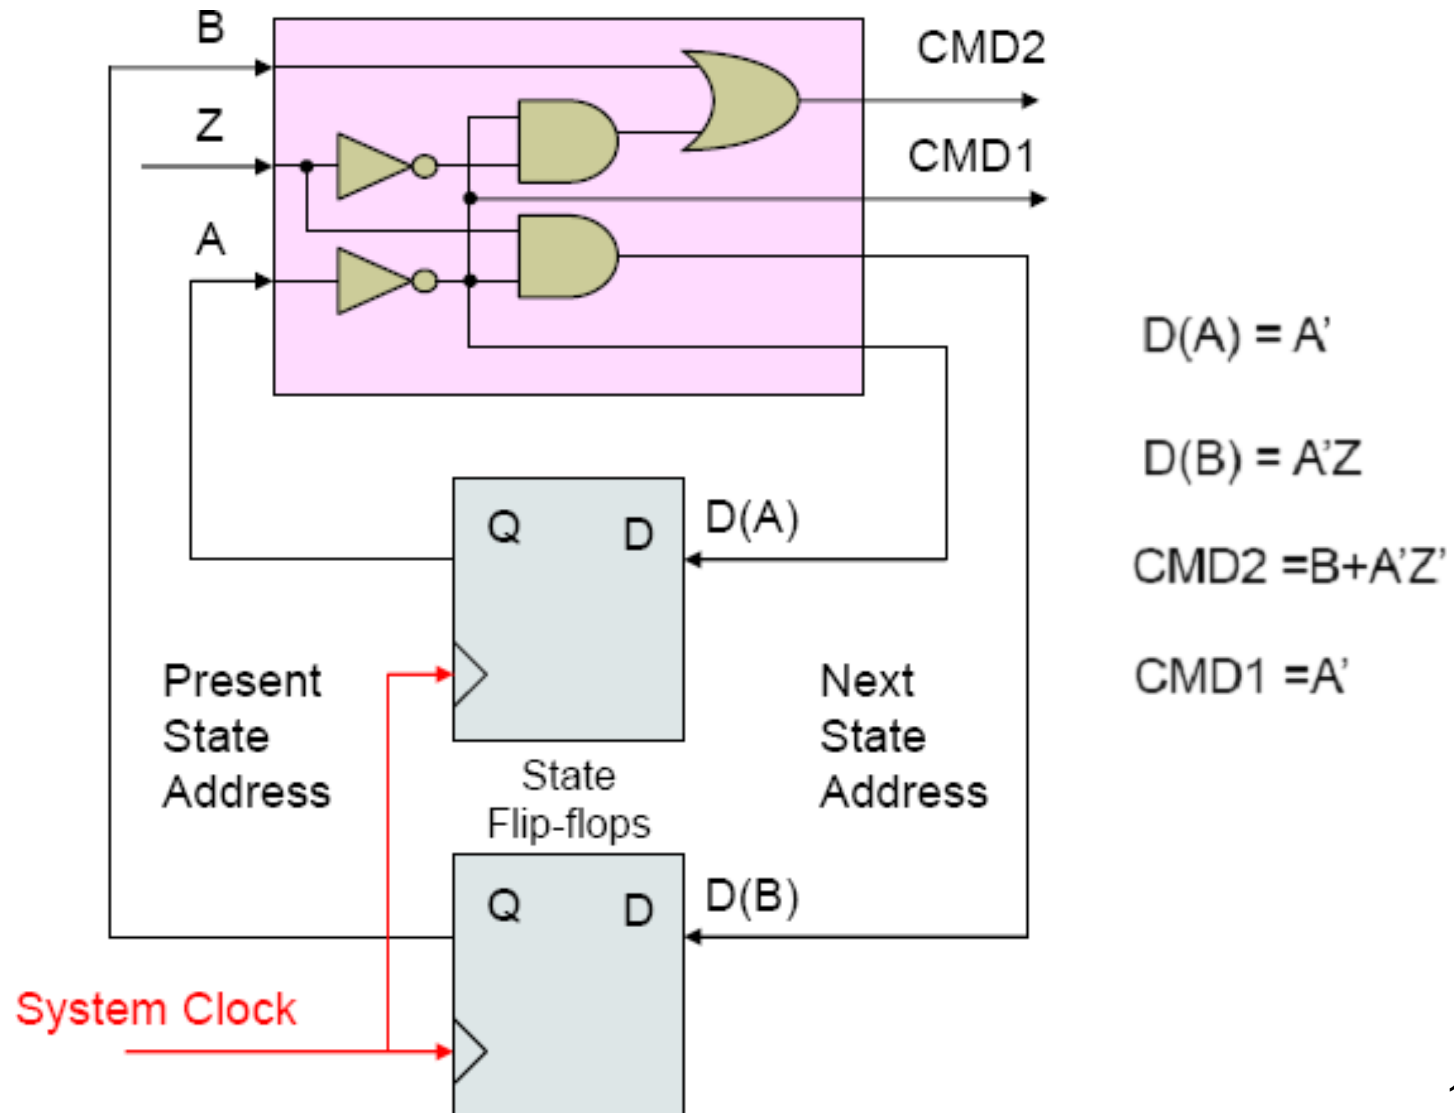 B
CMD2
Z
CMD1
A
D(A) = A’
D(B) = A’Z
CMD2 =B+A’Z’
CMD1 =A’
Q
D
D(A)
Present
State
Address
Next
State
Address
State
Flip-flops
Q
D
D(B)
System Clock